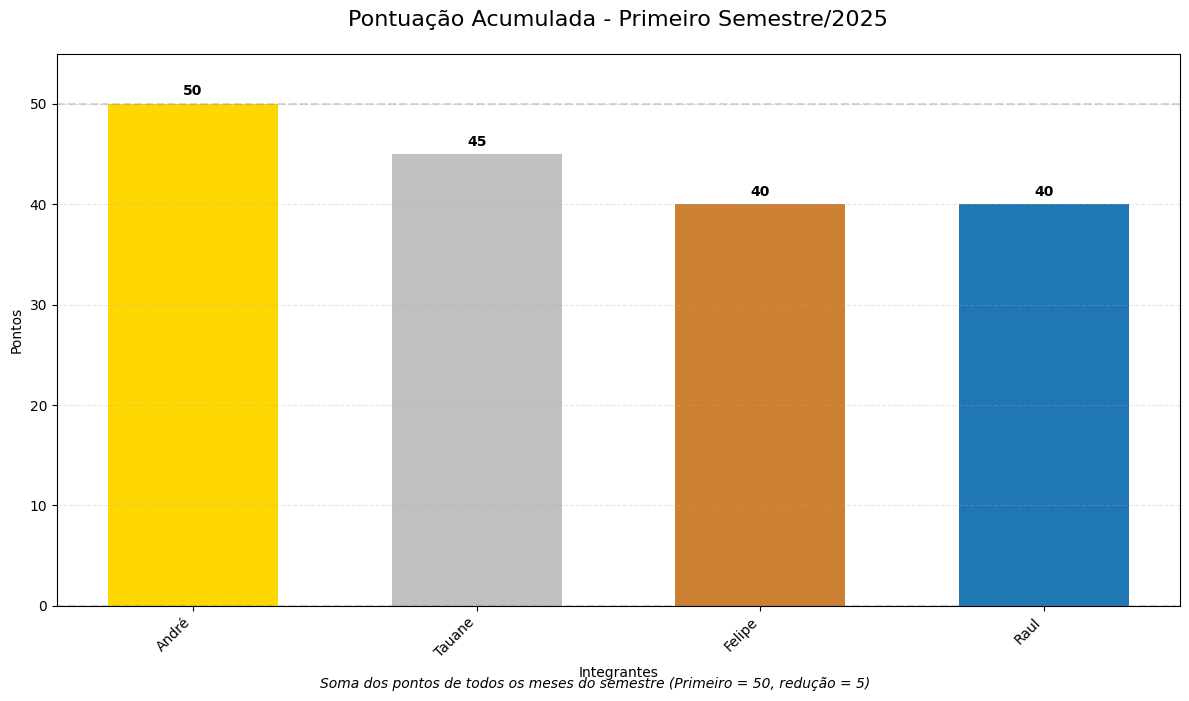 Pontuação Acumulada - Primeiro Semestre/2025
Pontos
50
40
30
20
10
0
50
45
40
40
André
Tauane
Felipe
Raul
Integrantes
Soma dos pontos de todos os meses do semestre (Primeiro = 50, redução = 5)